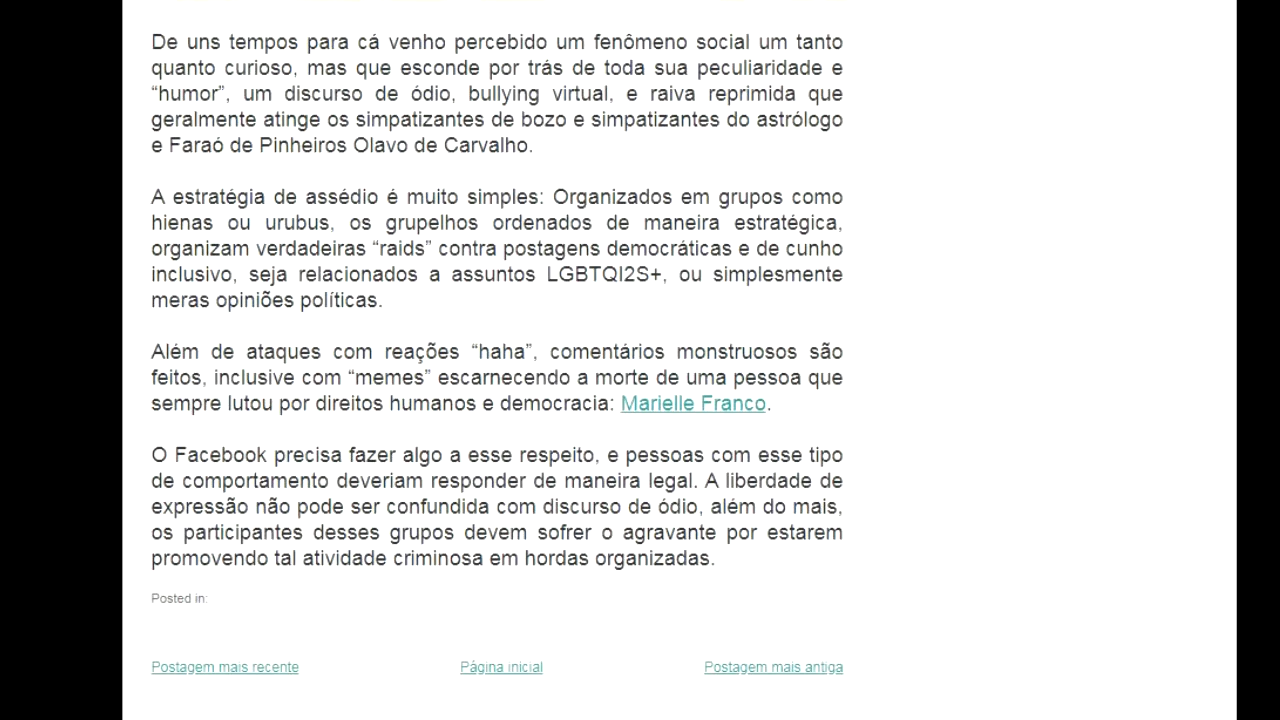 De uns tempos para cá venho percebido um fenômeno social um tanto
quanto curioso, mas que esconde por trás de toda sua peculiaridade e
“humor”, um discurso de ódio, bullying virtual, e raiva reprimida que
geralmente atinge os simpatizantes de bozo e simpatizantes do astrólogo
e Faraó de Pinheiros Olavo de Carvalho.
A estratégia de assédio é muito simples: Organizados em grupos como
hienas ou urubus, os grupelhos ordenados de maneira estratégica,
organizam verdadeiras “raids” contra postagens democráticas e de cunho
inclusivo, seja relacionados a assuntos LGBTQI2S+, ou simplesmente
meras opiniões políticas.
Além de ataques com reações “haha”, comentários monstruosos são
feitos, inclusive com “memes” escarnecendo a morte de uma pessoa que
sempre lutou por direitos humanos e democracia: Marielle Franco.
O Facebook precisa fazer algo a esse respeito, e pessoas com esse tipo
de comportamento deveriam responder de maneira legal. A liberdade de
expressão não pode ser confundida com discurso de ódio, além do mais,
os participantes desses grupos devem sofrer o agravante por estarem
promovendo tal atividade criminosa em hordas organizadas.
Posted in:
Postagem mais recente Página inicial Postagem mais antiga